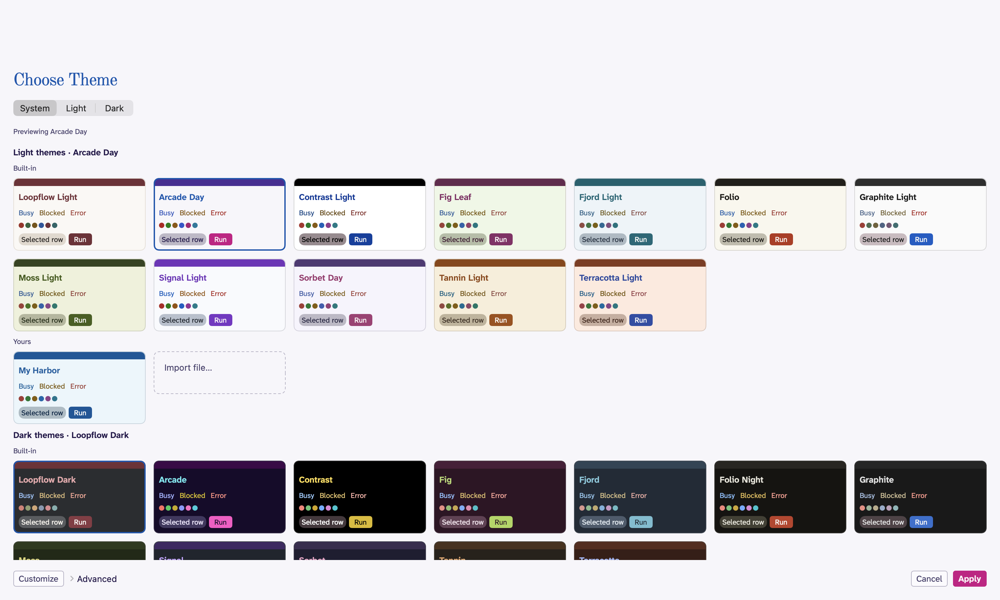 Choose Theme
System Light Dark
Previewing Arcade Day
Light themes · Arcade Day
Built-in
Loopflow Light Arcade Day Contrast Light Fig Leaf Fjord Light Folio Graphite Light
Busy Blocked Error Busy Blocked Error Busy Blocked Error Busy Blocked Error Busy Blocked Error Busy Blocked Error Busy Blocked Error
Selected row Run Selected row Run Selected row Run Selected row Run Selected row Run Selected row Run Selected row Run
Moss Light Signal Light Sorbet Day Tannin Light Terracotta Light
Busy Blocked Error Busy Blocked Error Busy Blocked Error Busy Blocked Error Busy Blocked Error
Selected row Run Selected row Run Selected row Run Selected row Run Selected row Run
Yours
My Harbor Import file...
Busy Blocked Error
Selected row Run
Dark themes · Loopflow Dark
Built-in
Loopflow Dark Arcade Contrast Fig Fjord Folio Night Graphite
Busy Blocked Error Busy Blocked Error Busy Blocked Error Busy Blocked Error Busy Blocked Error Busy Blocked Error Busy Blocked Error
Selected row Run Selected row Run Selected row Run Selected row Run Selected row Run Selected row Run Selected row Run
Moss Signal Sorbet Tannin Terracotta
Customize > Advanced Cancel Apply